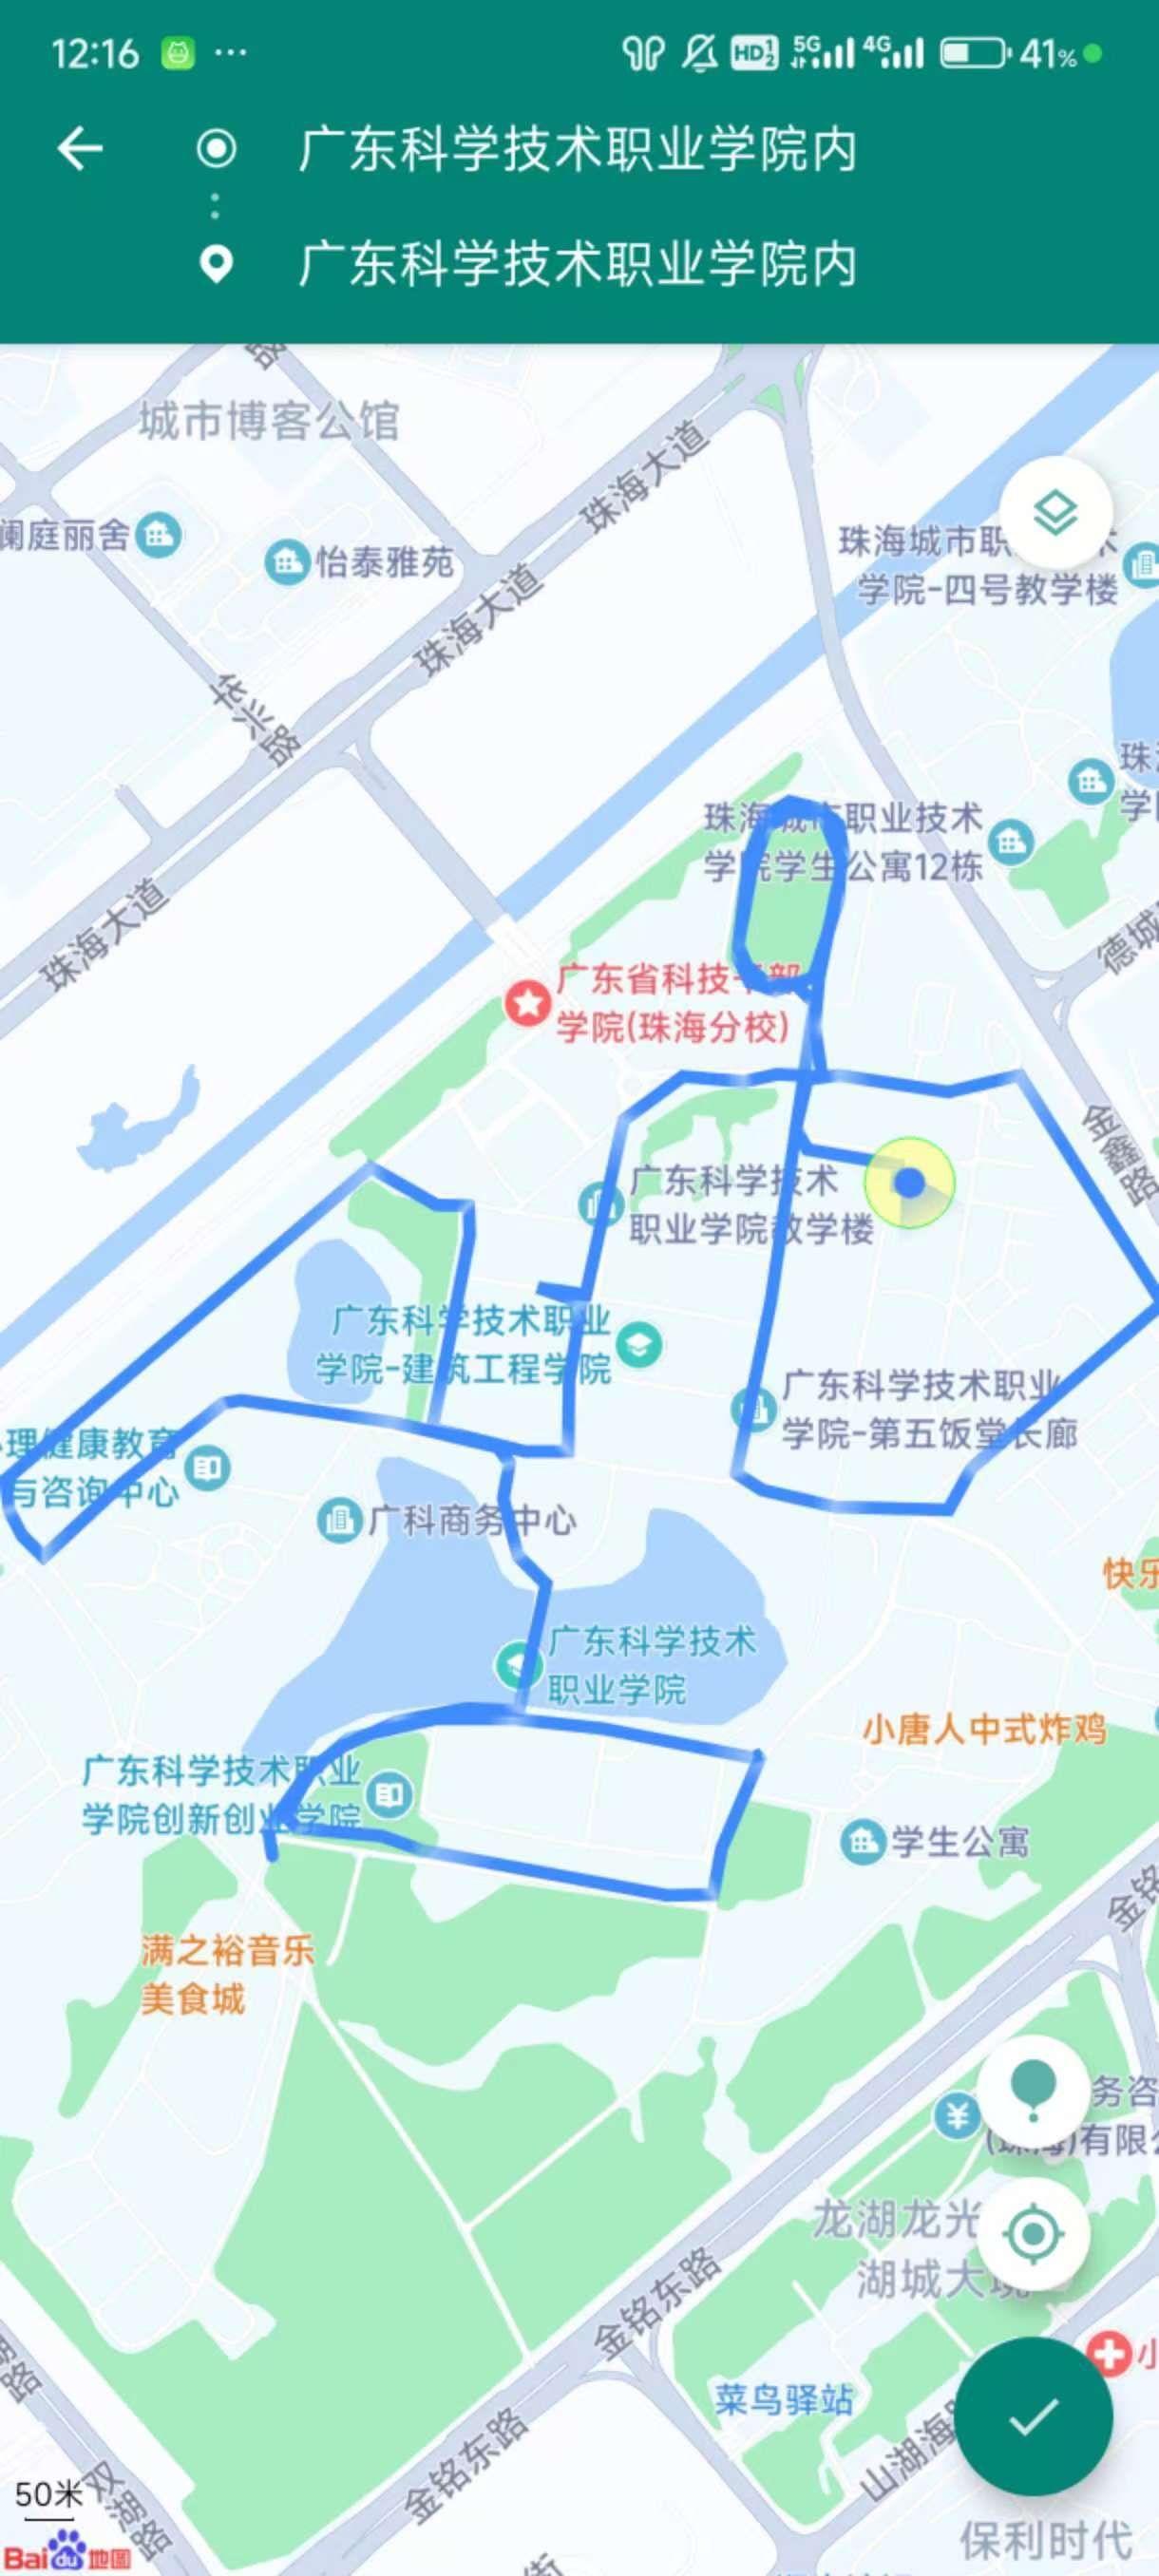 12:16
HD 5G 4G 41%
广东科学技术职业学院内
广东科学技术职业学院内
城市博客公馆
珠海大道
澜庭丽舍
怡泰雅苑
珠海城市职
学院-四号教学楼
珠海大道
华兴路
珠
学
珠海城市职业技术
学院学生公寓12栋
珠海大道
德城
广东省科技干部
学院(珠海分校)
金鑫路
广东科学技术
职业学院教学楼
广东科学技术职业
学院-建筑工程学院
广东科学技术职业
学院-第五饭堂长廊
心理健康教育
与咨询中心
广科商务中心
快乐
广东科学技术
职业学院
小唐人中式炸鸡
广东科学技术职业
学院创新创业学院
学生公寓
金铭
满之裕音乐
美食城
务咨
(珠海)有限公
龙湖龙光
湖城大境
金铭东路
小
菜鸟驿站
山湖海
金铭东路
双湖路
50米
保利时代
Baidu地图
街